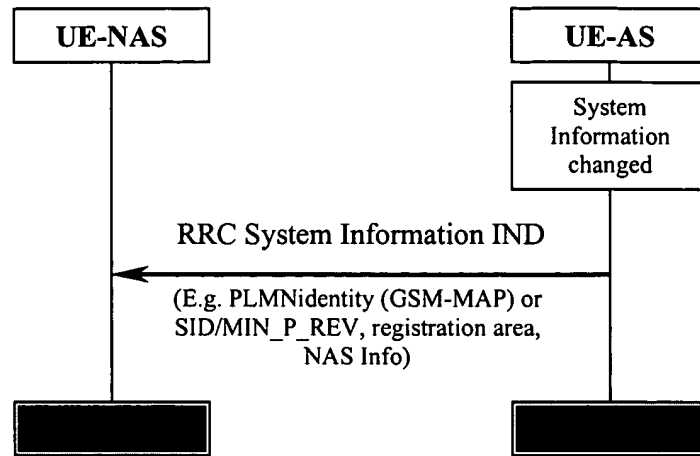 UE-NAS
UE-AS
System
Information
changed
RRC System Information IND
(E.g. PLMNidentity (GSM-MAP) or
SID/MIN_P_REV, registration area,
NAS Info)